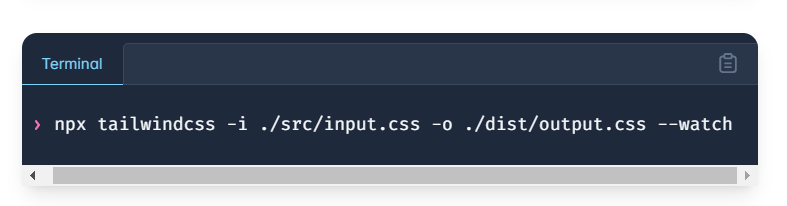 Terminal
› npx tailwindcss -i ./src/input.css -o ./dist/output.css --watch